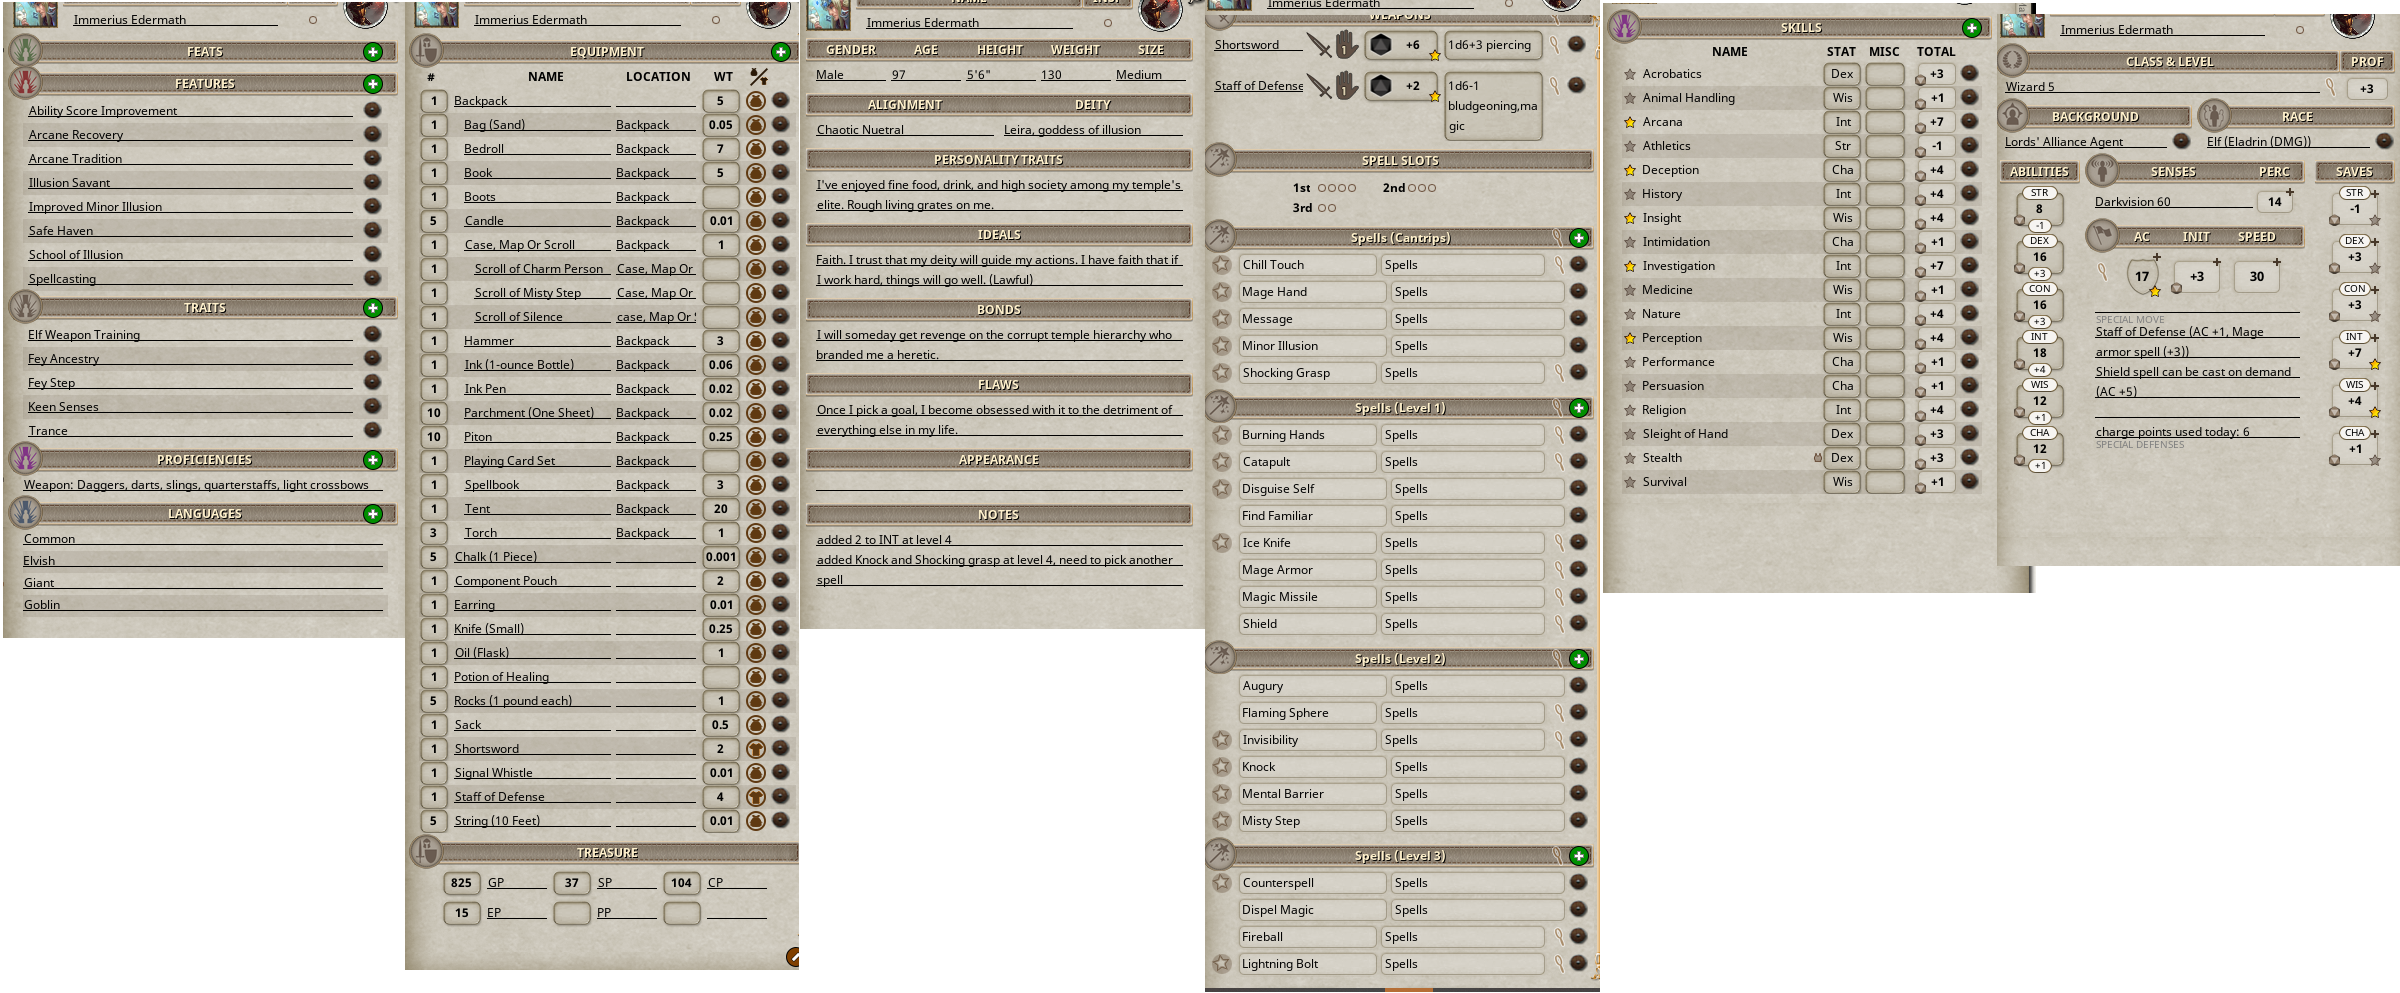 Immerius Edermath
FEATS
FEATURES
Ability Score Improvement
Arcane Recovery
Arcane Tradition
Illusion Savant
Improved Minor Illusion
Safe Haven
School of Illusion
Spellcasting
TRAITS
Elf Weapon Training
Fey Ancestry
Fey Step
Keen Senses
Trance
PROFICIENCIES
Weapon: Daggers, darts, slings, quarterstaffs, light crossbows
LANGUAGES
Common
Elvish
Giant
Goblin
Immerius Edermath
EQUIPMENT
# NAME LOCATION WT
1 Backpack 5
1 Bag (Sand) Backpack 0.05
1 Bedroll Backpack 7
1 Book Backpack 5
1 Boots Backpack
5 Candle Backpack 0.01
1 Case, Map Or Scroll Backpack 1
1 Scroll of Charm Person Case, Map Or
1 Scroll of Misty Step Case, Map Or
1 Scroll of Silence case, Map Or
1 Hammer Backpack 3
1 Ink (1-ounce Bottle) Backpack 0.06
1 Ink Pen Backpack 0.02
10 Parchment (One Sheet) Backpack 0.02
10 Piton Backpack 0.25
1 Playing Card Set Backpack
1 Spellbook Backpack 3
1 Tent Backpack 20
3 Torch Backpack 1
5 Chalk (1 Piece) 0.001
1 Component Pouch 2
1 Earring 0.01
1 Knife (Small) 0.25
1 Oil (Flask) 1
1 Potion of Healing
5 Rocks (1 pound each) 1
1 Sack 0.5
1 Shortsword 2
1 Signal Whistle 0.01
1 Staff of Defense 4
5 String (10 Feet) 0.01
TREASURE
825 GP 37 SP 104 CP
15 EP PP
Immerius Edermath
GENDER AGE HEIGHT WEIGHT SIZE
Male 97 5'6" 130 Medium
ALIGNMENT DEITY
Chaotic Nuetral Leira, goddess of illusion
PERSONALITY TRAITS
I've enjoyed fine food, drink, and high society among my temple's
elite. Rough living grates on me.
IDEALS
Faith. I trust that my deity will guide my actions. I have faith that if
I work hard, things will go well. (Lawful)
BONDS
I will someday get revenge on the corrupt temple hierarchy who
branded me a heretic.
FLAWS
Once I pick a goal, I become obsessed with it to the detriment of
everything else in my life.
APPEARANCE
NOTES
added 2 to INT at level 4
added Knock and Shocking grasp at level 4, need to pick another
spell
Immerius Edermath
WEAPONS
Shortsword 1 +6 1d6+3 piercing
Staff of Defense 1 +2 1d6-1
bludgeoning,ma
gic
SPELL SLOTS
1st 2nd
3rd
Spells (Cantrips)
Chill Touch Spells
Mage Hand Spells
Message Spells
Minor Illusion Spells
Shocking Grasp Spells
Spells (Level 1)
Burning Hands Spells
Catapult Spells
Disguise Self Spells
Find Familiar Spells
Ice Knife Spells
Mage Armor Spells
Magic Missile Spells
Shield Spells
Spells (Level 2)
Augury Spells
Flaming Sphere Spells
Invisibility Spells
Knock Spells
Mental Barrier Spells
Misty Step Spells
Spells (Level 3)
Counterspell Spells
Dispel Magic Spells
Fireball Spells
Lightning Bolt Spells
SKILLS
NAME STAT MISC TOTAL
Acrobatics Dex +3
Animal Handling Wis +1
Arcana Int +7
Athletics Str -1
Deception Cha +4
History Int +4
Insight Wis +4
Intimidation Cha +1
Investigation Int +7
Medicine Wis +1
Nature Int +4
Perception Wis +4
Performance Cha +1
Persuasion Cha +1
Religion Int +4
Sleight of Hand Dex +3
Stealth Dex +3
Survival Wis +1
Immerius Edermath
CLASS & LEVEL PROF
Wizard 5 +3
BACKGROUND RACE
Lords' Alliance Agent Elf (Eladrin (DMG))
ABILITIES SENSES PERC SAVES
STR 8 -1
DEX 16 +3
CON 16 +3
INT 18 +4
WIS 12 +1
CHA 12 +1
Darkvision 60 14
AC INIT SPEED
17 +3 30
SPECIAL MOVE
Staff of Defense (AC +1, Mage
armor spell (+3))
Shield spell can be cast on demand
(AC +5)
charge points used today: 6
SPECIAL DEFENSES
STR -1
DEX +3
CON +3
INT +7
WIS +4
CHA +1